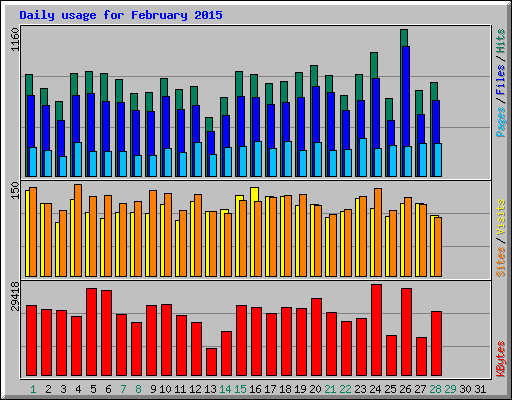 Daily usage for February 2015
1160
Pages / Files / Hits
150
Sites / Visits
29418
KBytes
1 2 3 4 5 6 7 8 9 10 11 12 13 14 15 16 17 18 19 20 21 22 23 24 25 26 27 28 29 30 31